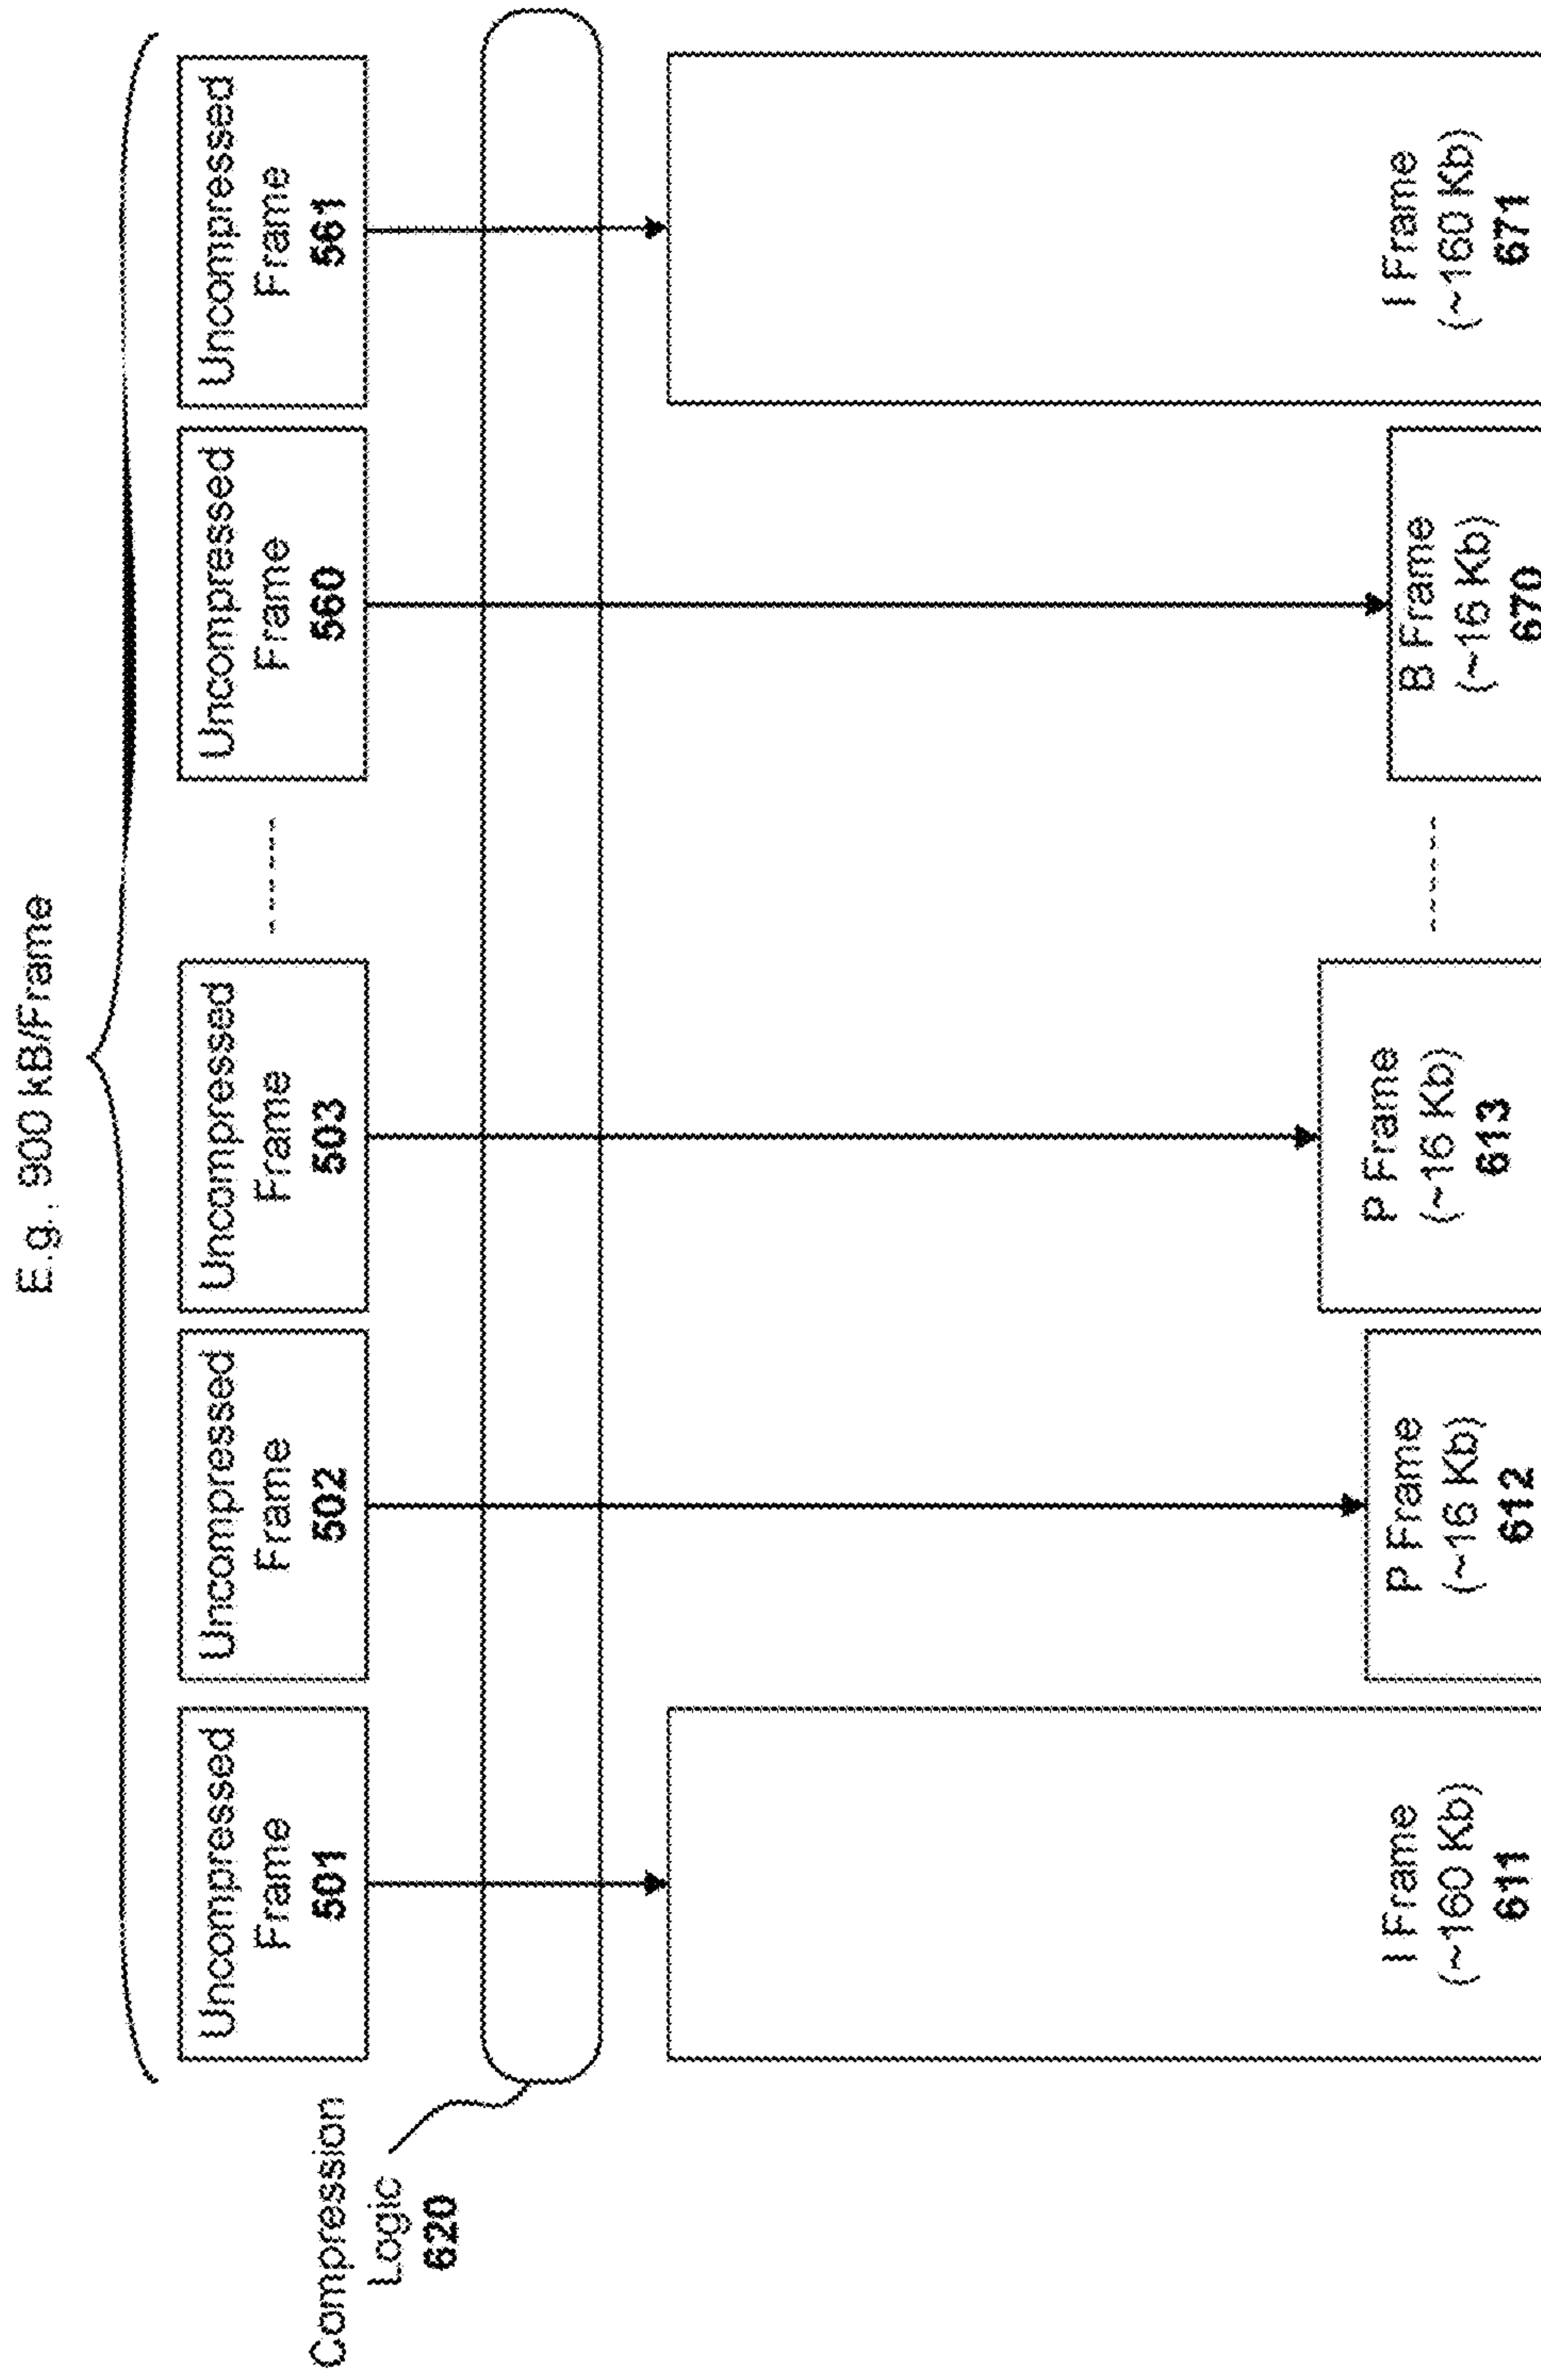 E.g., 900 kB/Frame
Uncompressed
Frame
501
Uncompressed
Frame
502
Uncompressed
Frame
503
Uncompressed
Frame
560
Uncompressed
Frame
561
Compression
Logic
620
I Frame
(~160 Kb)
611
P Frame
(~16 Kb)
612
P Frame
(~16 Kb)
613
B Frame
(~16 Kb)
670
I Frame
(~160 Kb)
671